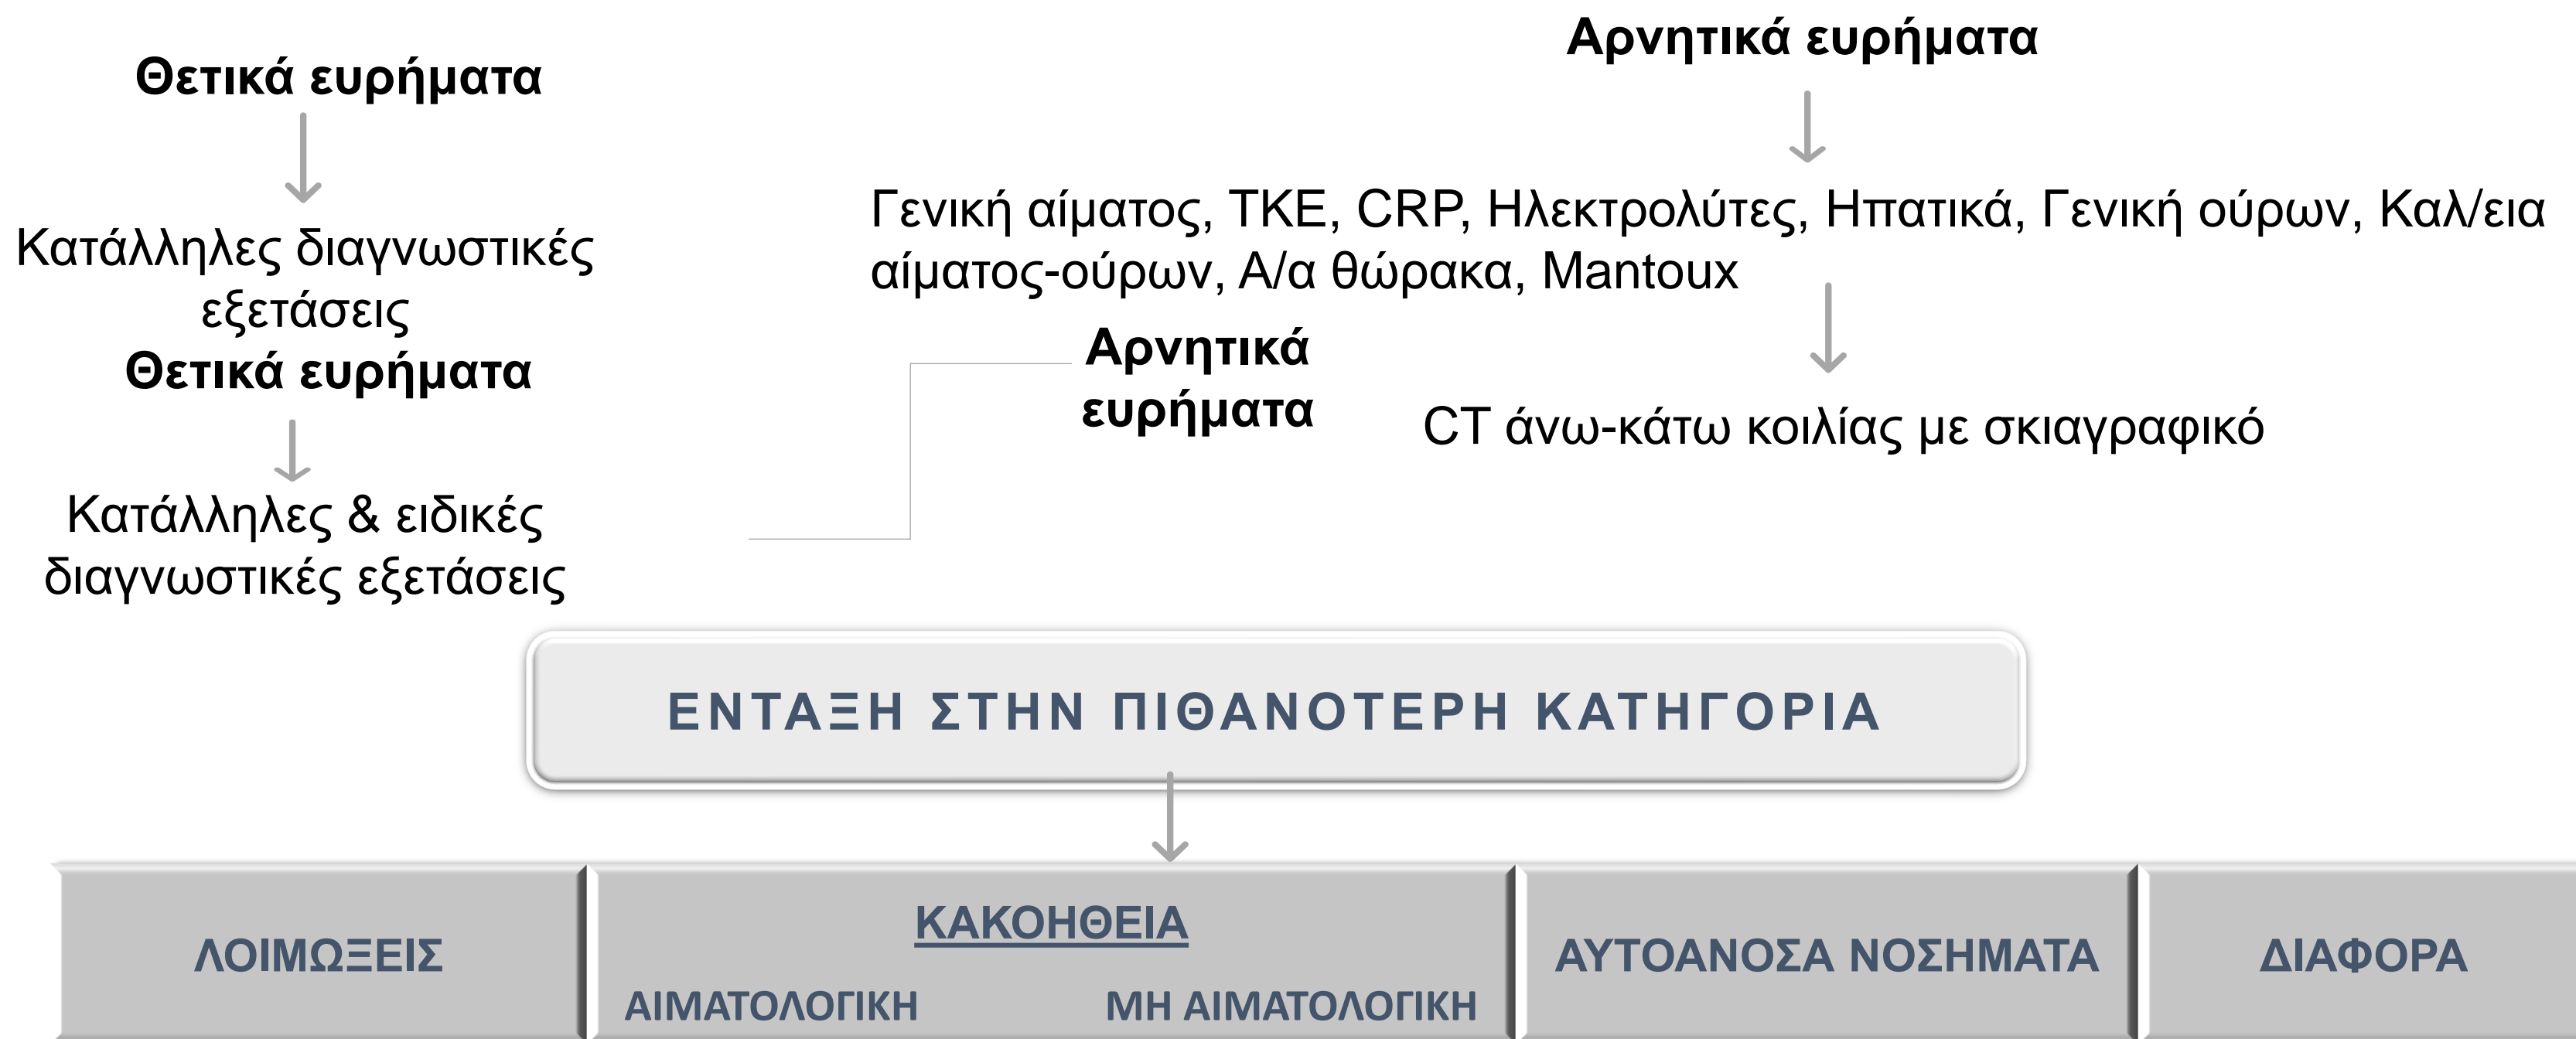 Θετικά ευρήματα
Αρνητικά ευρήματα
Κατάλληλες διαγνωστικές
εξετάσεις
Γενική αίματος, ΤΚΕ, CRP, Ηλεκτρολύτες, Ηπατικά, Γενική ούρων, Καλ/εια
αίματος-ούρων, Α/α θώρακα, Mantoux
Θετικά ευρήματα
Αρνητικά
ευρήματα
CT άνω-κάτω κοιλίας με σκιαγραφικό
Κατάλληλες & ειδικές
διαγνωστικές εξετάσεις
ΕΝΤΑΞΗ ΣΤΗΝ ΠΙΘΑΝΟΤΕΡΗ ΚΑΤΗΓΟΡΙΑ
ΛΟΙΜΩΞΕΙΣ
ΚΑΚΟΗΘΕΙΑ
ΑΙΜΑΤΟΛΟΓΙΚΗ ΜΗ ΑΙΜΑΤΟΛΟΓΙΚΗ
ΑΥΤΟΑΝΟΣΑ ΝΟΣΗΜΑΤΑ
ΔΙΑΦΟΡΑ